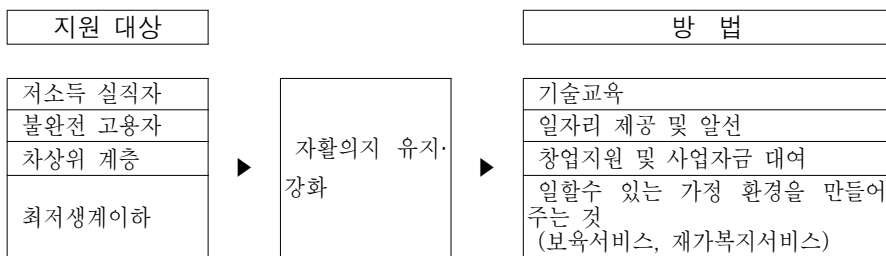 지원 대상
방 법
저소득 실직자
불완전 고용자
차상위 계층
최저생계이하
▶
자활의지 유지·
강화
▶
기술교육
일자리 제공 및 알선
창업지원 및 사업자금 대여
일할수 있는 가정 환경을 만들어
주는 것
(보육서비스, 재가복지서비스)